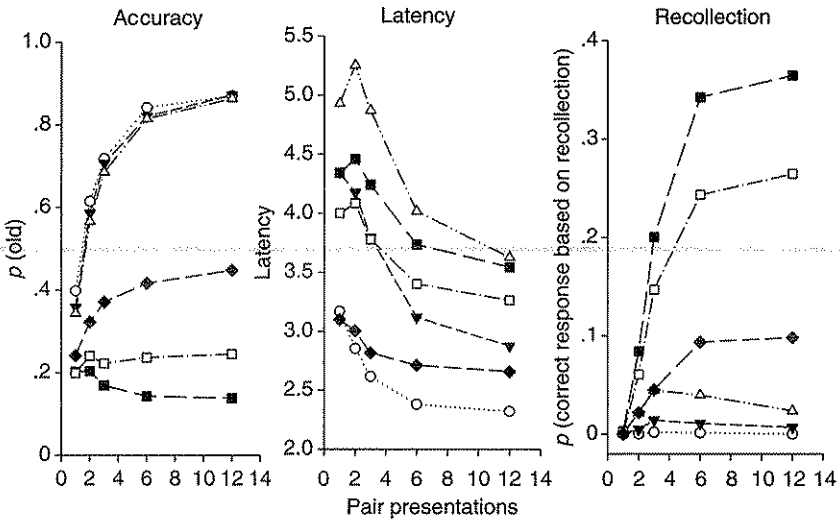 Accuracy
1.0
.8
.6
.4
.2
0
p (old)
0 2 4 6 8 10 12 14
Latency
5.5
5.0
4.5
4.0
3.5
3.0
2.5
2.0
Latency
0 2 4 6 8 10 12 14
Pair presentations
Recollection
.4
.3
.2
.1
0
p (correct response based on recollection)
0 2 4 6 8 10 12 14